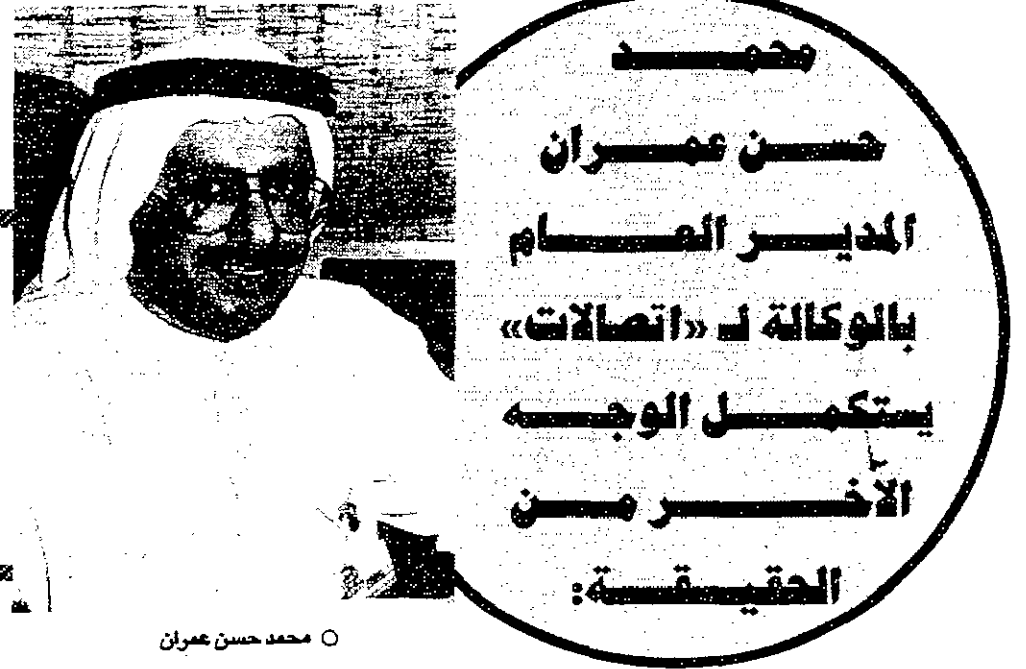 محمد
حسن عمران
المدير العام
بالوكالة لـ «اتصالات»
يستكمل الوجه
الآخر من
الحقيقة:
○ محمد حسن عمران